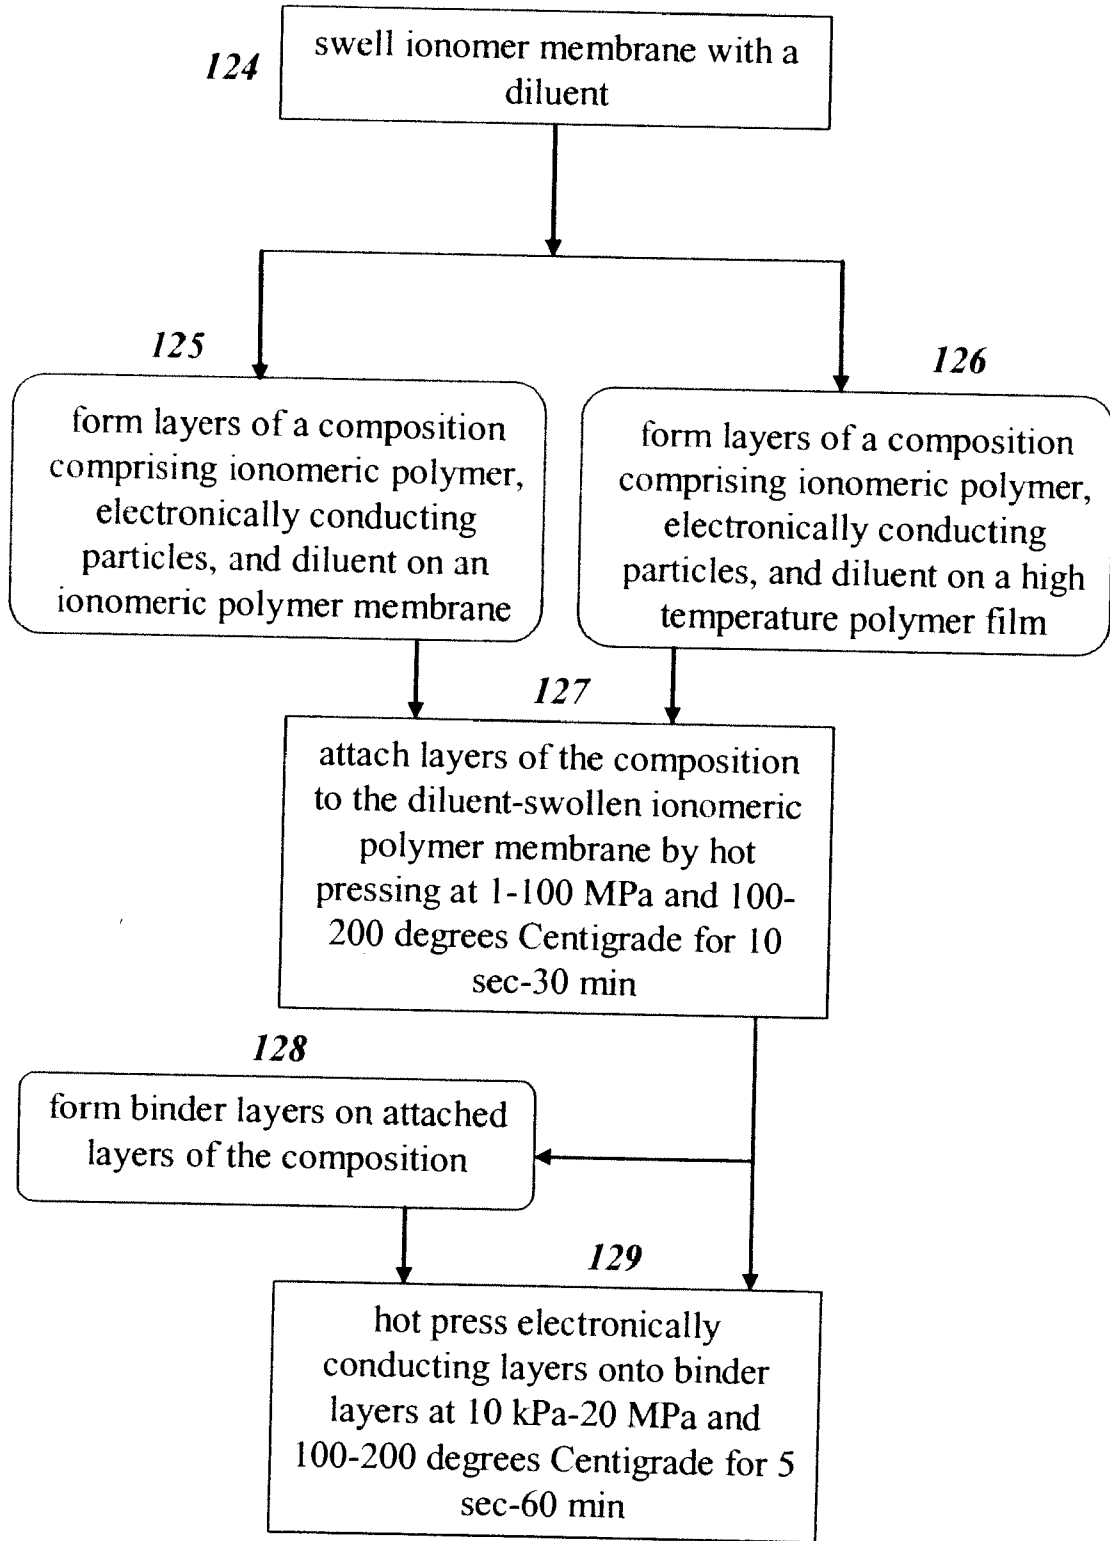 124
swell ionomer membrane with a
diluent
125
126
form layers of a composition
comprising ionomeric polymer,
electronically conducting
particles, and diluent on an
ionomeric polymer membrane
form layers of a composition
comprising ionomeric polymer,
electronically conducting
particles, and diluent on a high
temperature polymer film
127
attach layers of the composition
to the diluent-swollen ionomeric
polymer membrane by hot
pressing at 1-100 MPa and 100-
200 degrees Centigrade for 10
sec-30 min
128
form binder layers on attached
layers of the composition
129
hot press electronically
conducting layers onto binder
layers at 10 kPa-20 MPa and
100-200 degrees Centigrade for 5
sec-60 min